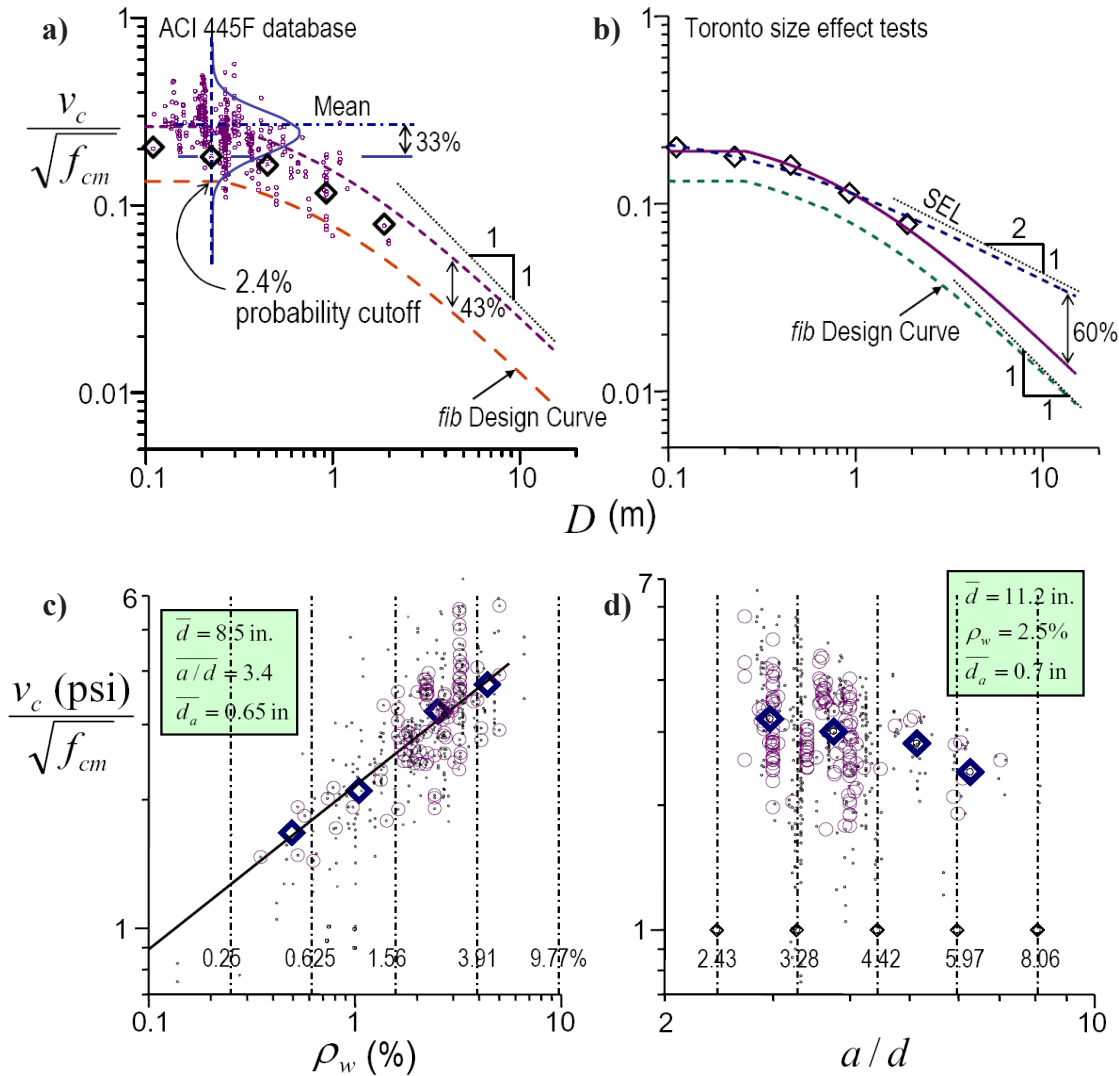 a)
ACI 445F database
1
0.1
0.01
v_c
√f_cm
Mean
33%
2.4%
probability cutoff
43%
1
1
fib Design Curve
0.1
1
10
b)
Toronto size effect tests
1
0.1
0.01
SEL
2
1
60%
fib Design Curve
1
1
0.1
1
10
D (m)
c)
6
1
v_c (psi)
√f_cm
d = 8.5 in.
a/d = 3.4
d_a = 0.65 in
0.25
0.625
1.56
3.91
9.77%
0.1
1
10
ρ_w (%)
d)
7
1
d = 11.2 in.
ρ_w = 2.5%
d_a = 0.7 in
2.43
3.28
4.42
5.97
8.06
2
10
a / d